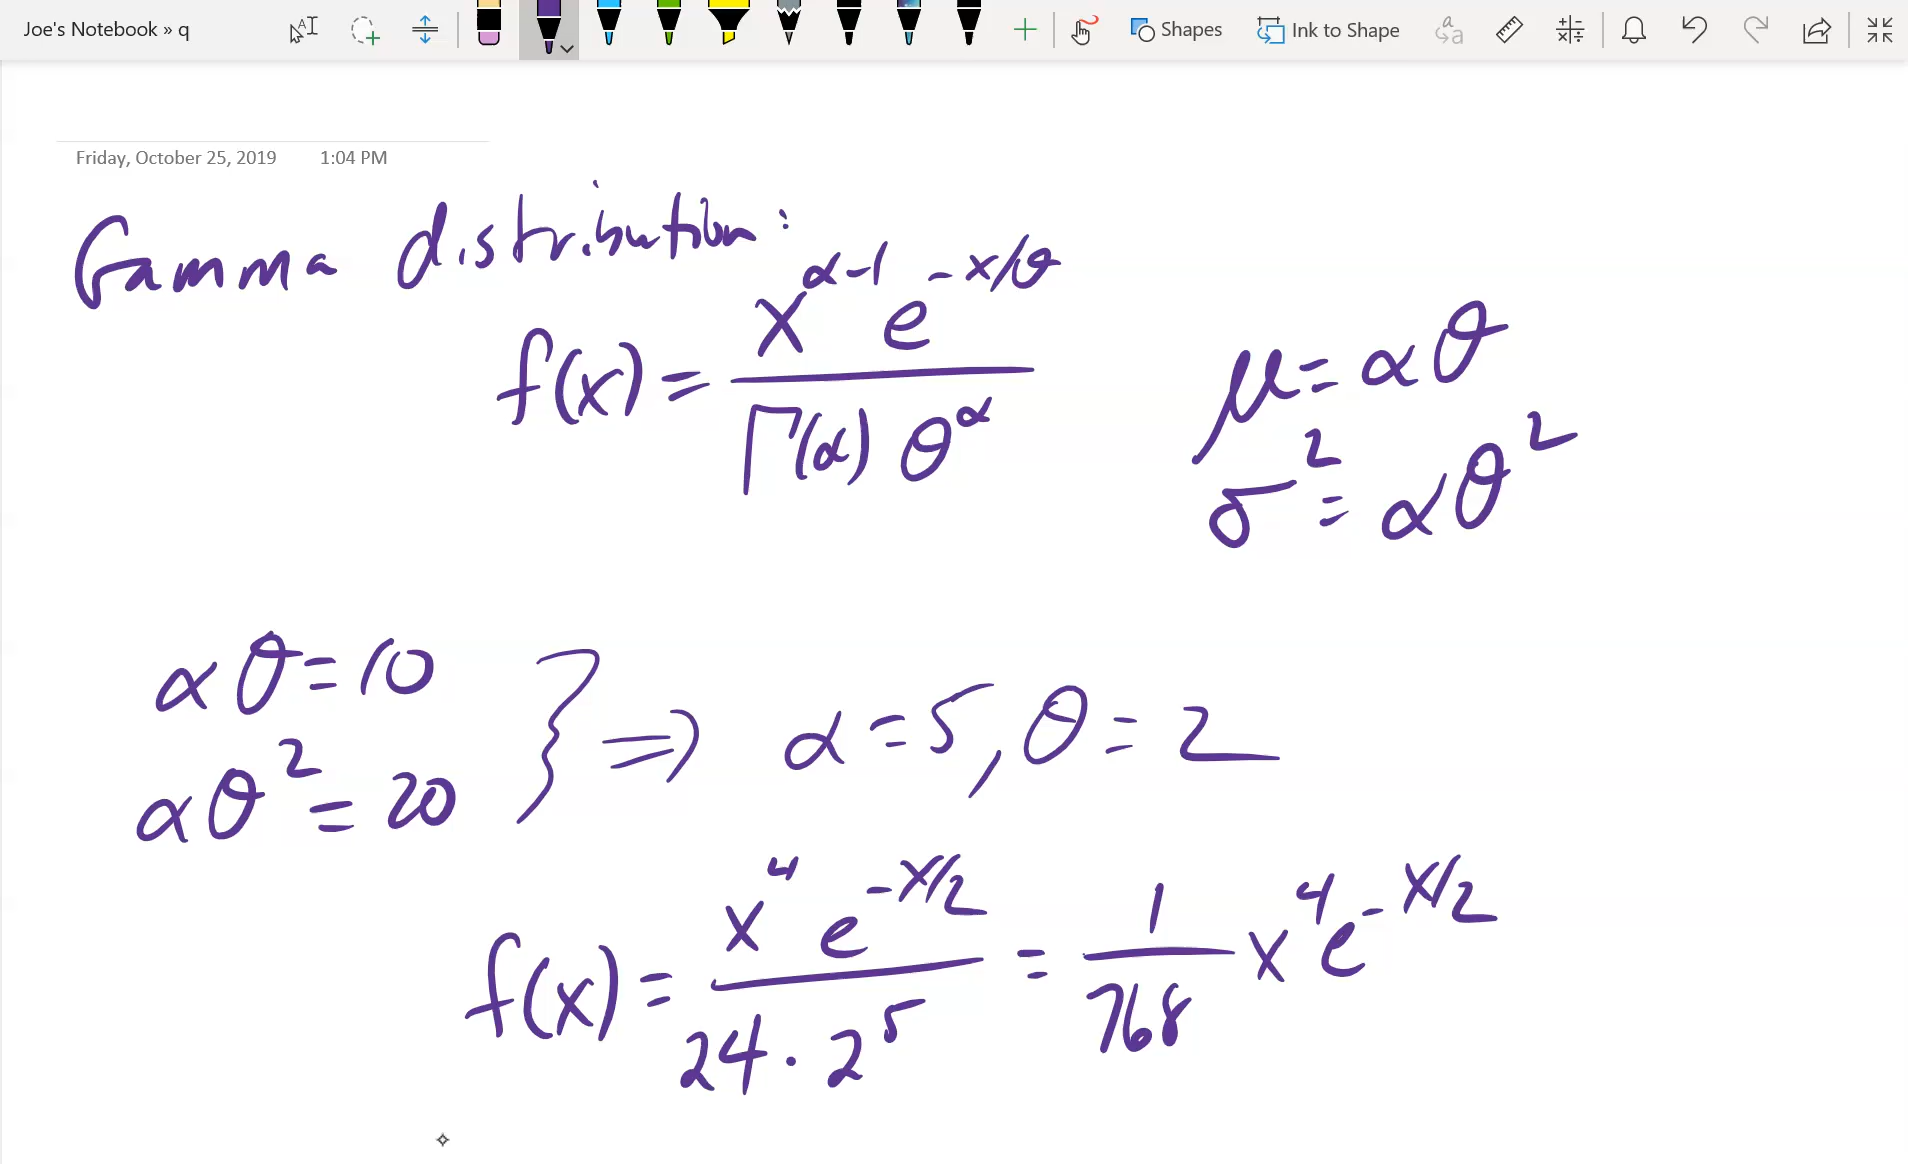 Joe's Notebook » q
Shapes
Ink to Shape
Friday, October 25, 2019 1:04 PM
Gamma distribution:
f(x) = x^(α-1) e^(-x/θ) / Γ(α) θ^α
μ = αθ
σ² = αθ²
αθ = 10
αθ² = 20
} ⇒ α = 5, θ = 2
f(x) = x⁴ e^(-x/2) / 24 · 2⁵ = 1/768 x⁴ e^(-x/2)